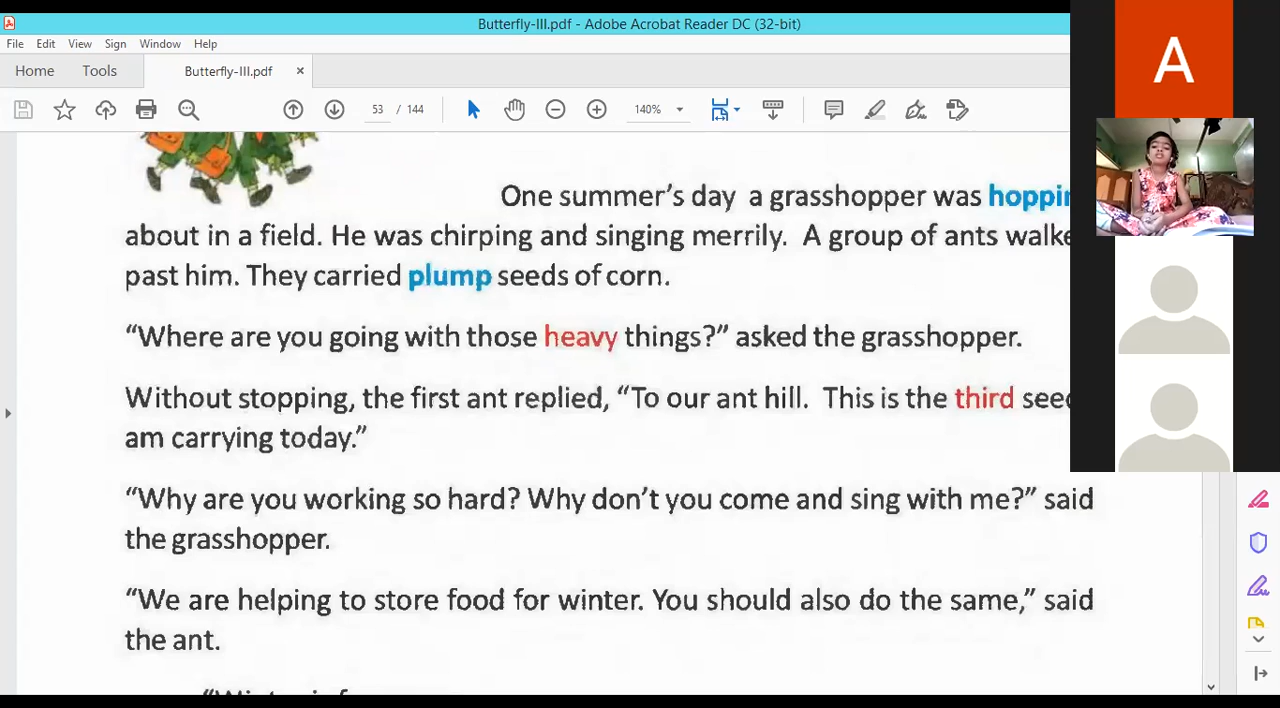 Butterfly-III.pdf - Adobe Acrobat Reader DC (32-bit)
File Edit View Sign Window Help
Home Tools Butterfly-III.pdf ×
53 / 144 140%
A
One summer's day a grasshopper was
about in a field. He was chirping and singing merrily. A group of ants
past him. They carried plump seeds of corn.
“Where are you going with those heavy things?” asked the grasshopper.
Without stopping, the first ant replied, “To our ant hill. This is the third
am carrying today.”
“Why are you working so hard? Why don't you come and sing with me?” said
the grasshopper.
“We are helping to store food for winter. You should also do the same,” said
the ant.